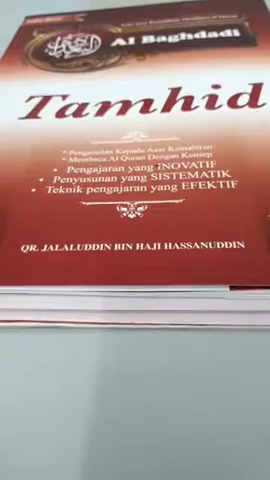 Al Baghdadi
Tamhid
* Pengenalan Kepada Asas Kemahiran
* Membaca Al Quran Dengan Konsep
• Pengajaran yang INOVATIF
• Penyusunan yang SISTEMATIK
• Teknik pengajaran yang EFEKTIF
QR. JALALUDDIN BIN HAJI HASSANUDDIN